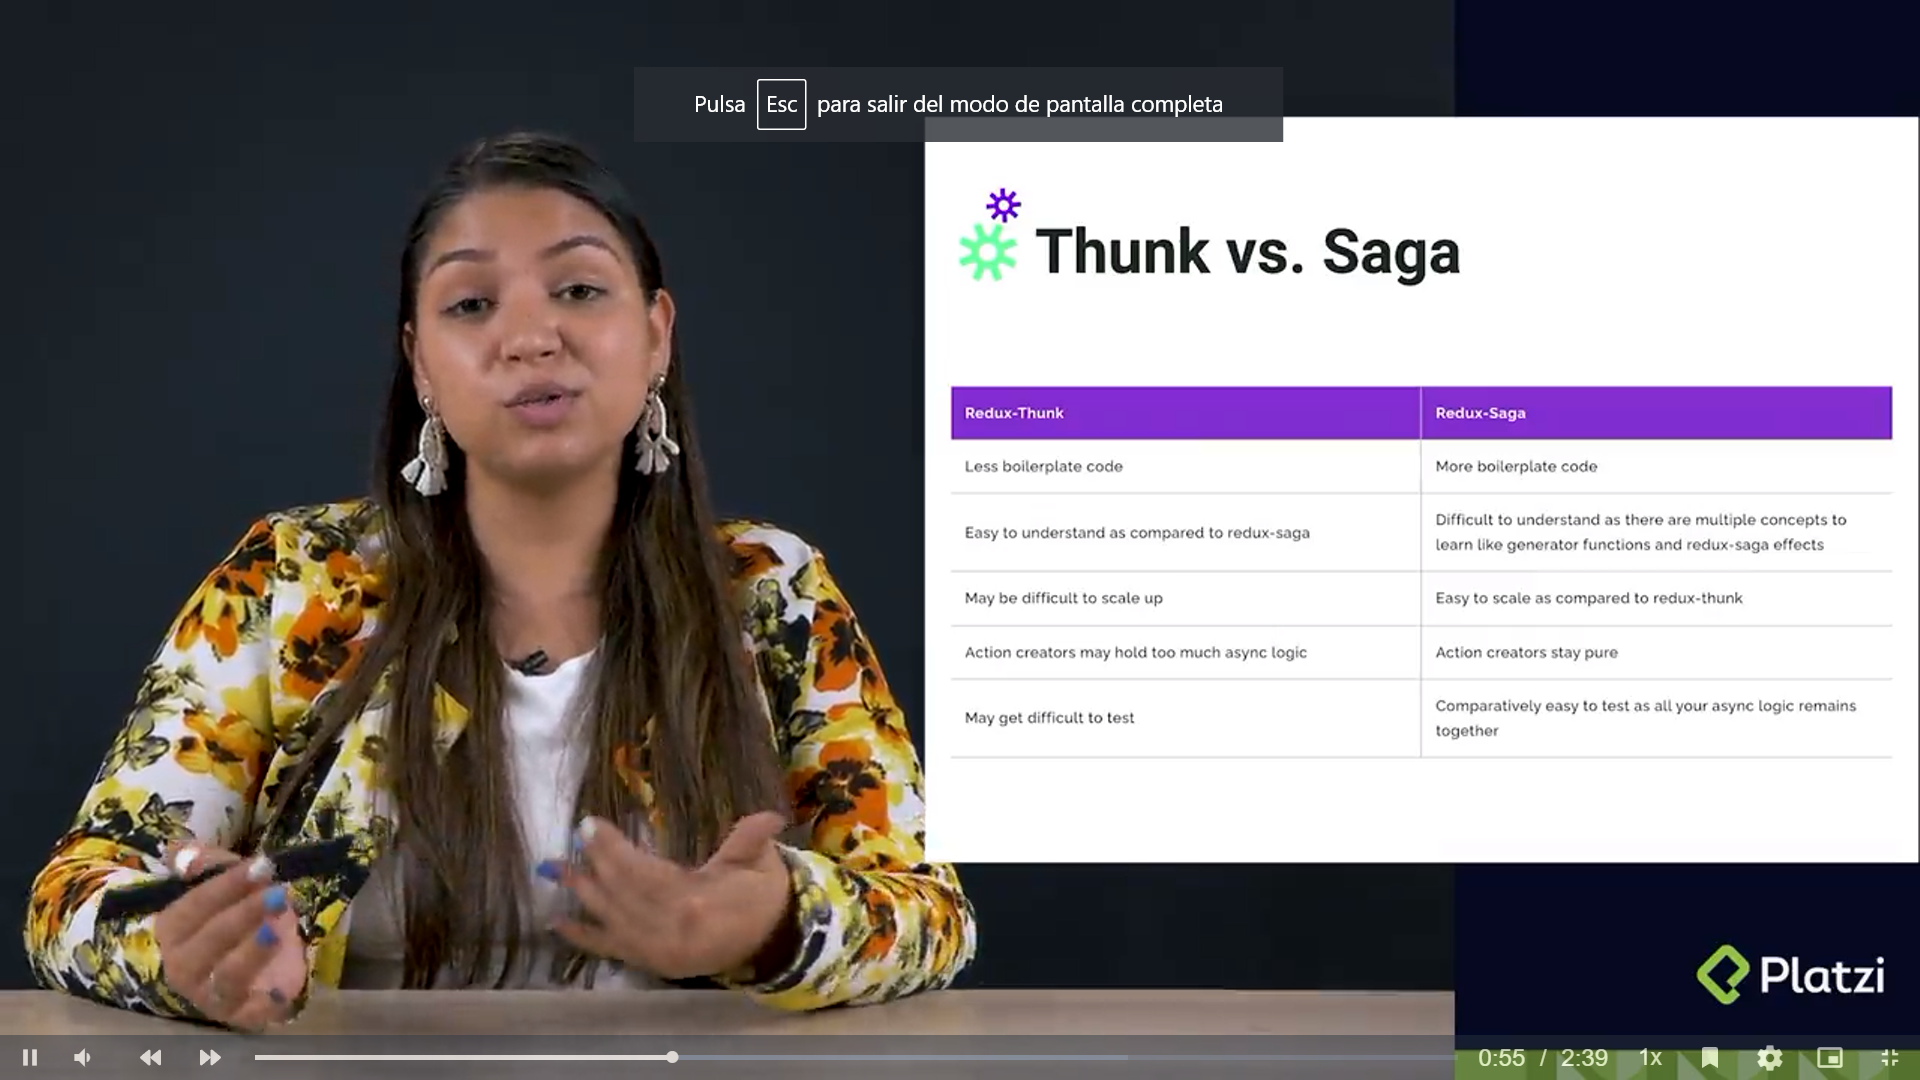 Pulsa Esc para salir del modo de pantalla completa
Thunk vs. Saga
Redux-Thunk
Redux-Saga
Less boilerplate code
More boilerplate code
Easy to understand as compared to redux-saga
Difficult to understand as there are multiple concepts to
learn like generator functions and redux-saga effects
May be difficult to scale up
Easy to scale as compared to redux-thunk
Action creators may hold too much async logic
Action creators stay pure
May get difficult to test
Comparatively easy to test as all your async logic remains
together
Platzi
0:55 / 2:39 1x